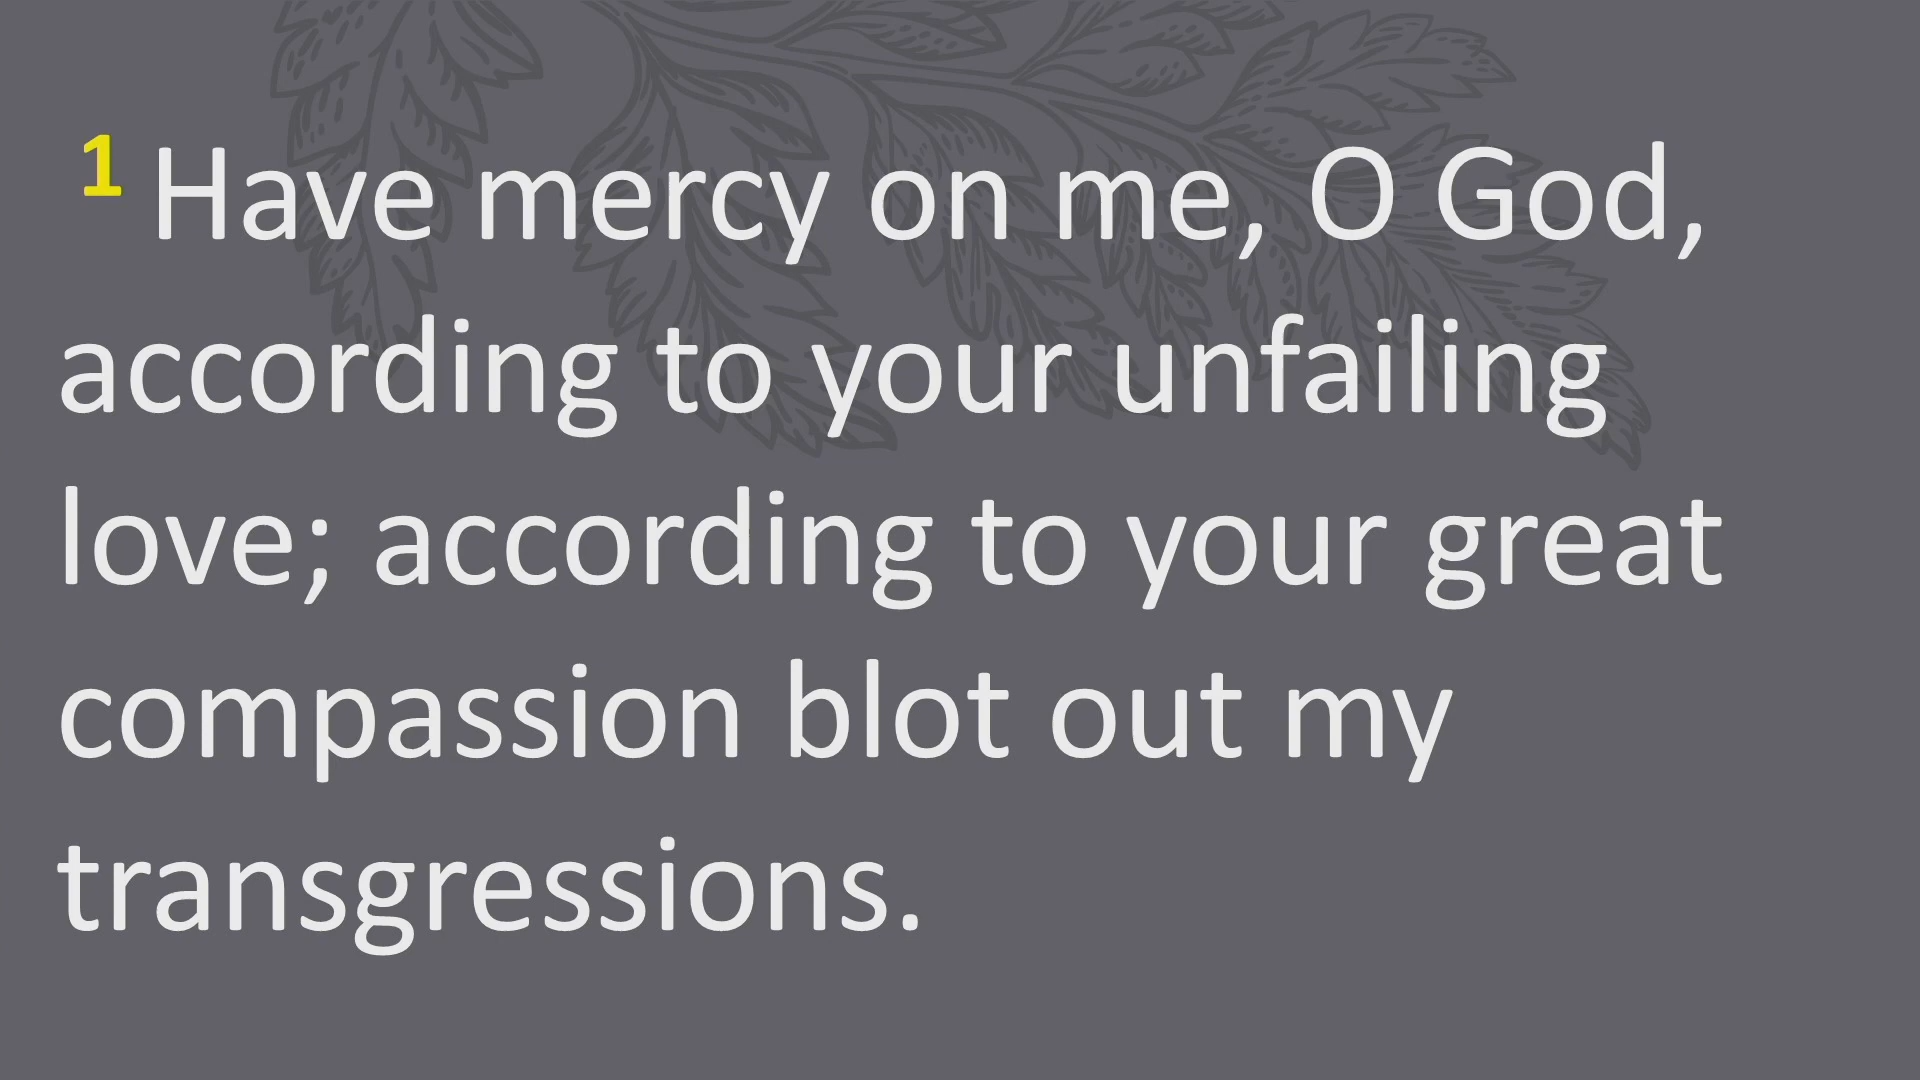 1 Have mercy on me, O God,
according to your unfailing
love; according to your great
compassion blot out my
transgressions.